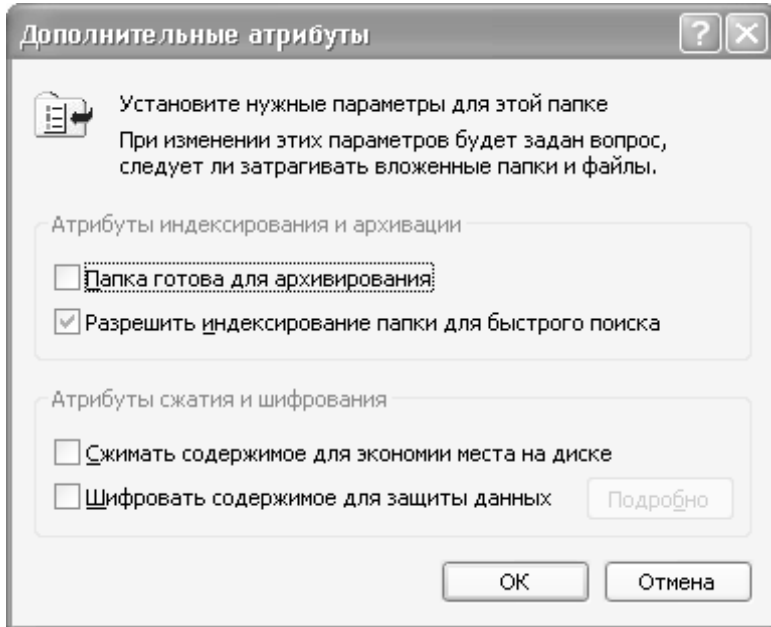 Дополнительные атрибуты
Установите нужные параметры для этой папке
При изменении этих параметров будет задан вопрос,
следует ли затрагивать вложенные папки и файлы.
Атрибуты индексирования и архивации
Папка готова для архивирования
Разрешить индексирование папки для быстрого поиска
Атрибуты сжатия и шифрования
Сжимать содержимое для экономии места на диске
Шифровать содержимое для защиты данных Подробно
ОК Отмена